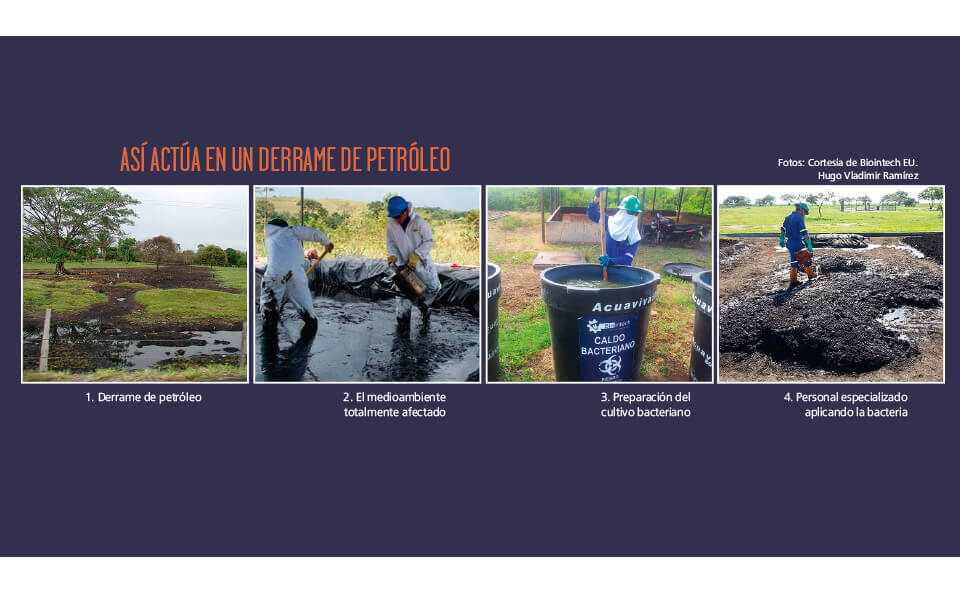 ASÍ ACTÚA EN UN DERRAME DE PETRÓLEO
Fotos: Cortesía de Biointech EU.
Hugo Vladimir Ramírez
Acuaviva
Acuaviva
CALDO
BACTERIANO
1. Derrame de petróleo
2. El medioambiente
totalmente afectado
3. Preparación del
cultivo bacteriano
4. Personal especializado
aplicando la bacteria